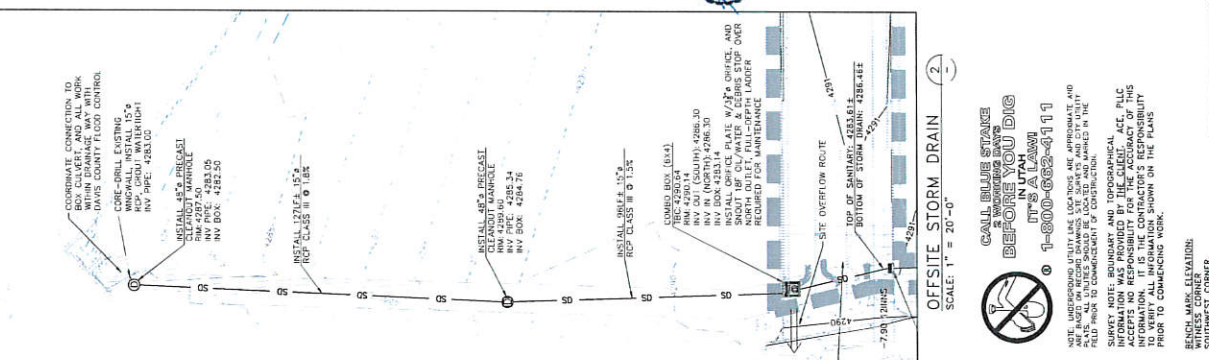 COORDINATE CONNECTION TO
BOX CULVERT, AND ALL WORK
WITHIN DRAINAGE WAY WITH
DAVIS COUNTY FLOOD CONTROL
CORE-DRILL EXISTING
WINGWALL, INSTALL 15"ø
RCP, GROUT WATERTIGHT
INV PIPE: 4283.00
INSTALL 48"ø PRECAST
CLEANOUT MANHOLE
RIM: 4287.50
INV PIPE: 4283.05
INV BOX: 4282.50
INSTALL 127LF± 15"ø
RCP CLASS III @ 1.8%
INSTALL 48"ø PRECAST
CLEANOUT MANHOLE
INV PIPE: 4285.34
INV BOX: 4284.76
INSTALL 96LF± 15"ø
RCP CLASS III @ 1.5%
COMBO BOX (6X4)
TBC: 4290.64
RIM: 4290.14
INV OUT (SOUTH): 4286.30
INV IN (NORTH): 4286.30
INV BOX: 4283.14
INSTALL ORIFICE PLATE W/ ORIFICE, AND
SNOUT 18F OIL/WATER & DEBRIS STOP OVER
NORTH OUTLET, FULL-DEPTH LADDER
REQUIRED FOR MAINTENANCE
SITE OVERFLOW ROUTE
TOP OF SANITARY: 4283.61±
BOTTOM OF STORM DRAIN: 4286.46±
SD SD SD SD
SD SD SD
SD
4291
4291
4291
4290
OFFSITE STORM DRAIN
SCALE: 1" = 20'-0"
2
-
CALL BLUE STAKE
2 WORKING DAYS
BEFORE YOU DIG
IN UTAH
IT'S A LAW!
® 1-800-662-4111
NOTE: UNDERGROUND UTILITY LINE LOCATIONS ARE APPROXIMATE AND
ARE BASED ON RECORD DRAWINGS, SITE SURVEYS AND CITY UTILITY
PLATS. ALL UTILITIES SHOULD BE LOCATED AND MARKED IN THE
FIELD PRIOR TO COMMENCEMENT OF CONSTRUCTION.
SURVEY NOTE: BOUNDARY AND TOPOGRAPHICAL
INFORMATION WAS PROVIDED BY THE CLIENT. ACE, PLLC
ACCEPTS NO RESPONSIBILITY FOR THE ACCURACY OF THIS
INFORMATION. IT IS THE CONTRACTOR'S RESPONSIBILITY
TO VERIFY ALL INFORMATION SHOWN ON THE PLANS
PRIOR TO COMMENCING WORK.
BENCH MARK ELEVATION:
WITNESS CORNER
SOUTHWEST CORNER